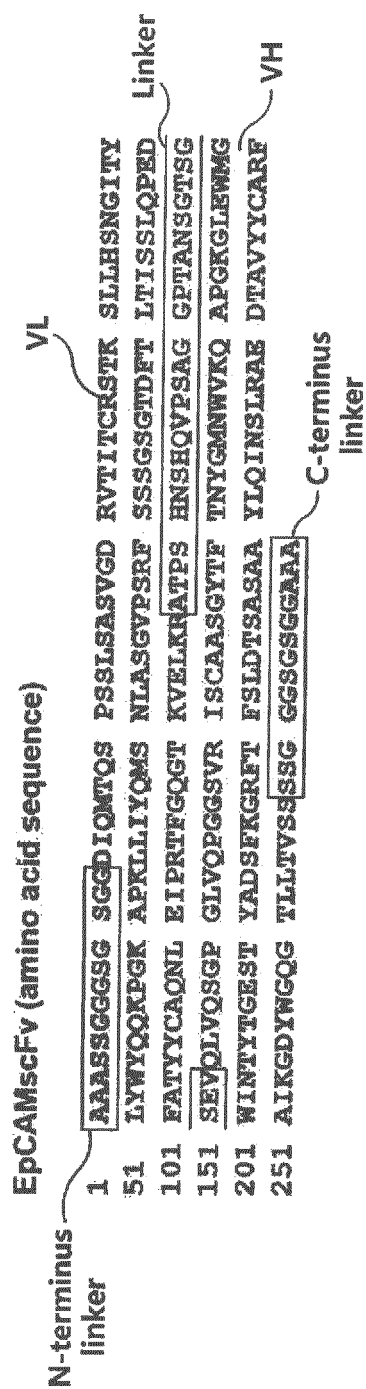 EpCAMscFv (amino acid sequence)
N-terminus
linker
VL
Linker
1 AAASSGGGSG SGGDIQMTQS PSSLSASVGD RVTITCRSTK SLLHSNGITY
51 LYWYQQKPGK APKLLIYQMS NLASGVPSRF SSSGSGTDFT LTISSLQPED
101 FATYYCAQNL EIPRTFGQGT KVELKRATPS HNSHQVPSAG GPTANSGTSG
151 SEVQLVQSGP GLVQPGGSVR ISCAASGYTF TNYGMNWVKQ APGKGLEWMG
201 WINTYTGEST YADSFKGRFT FSLDTSASAA YLQINSLRAE DTAVYYCARF
251 AIKGDYWGQG TLLTVSSSSG GGSGSGGAAA
VH
C-terminus
linker